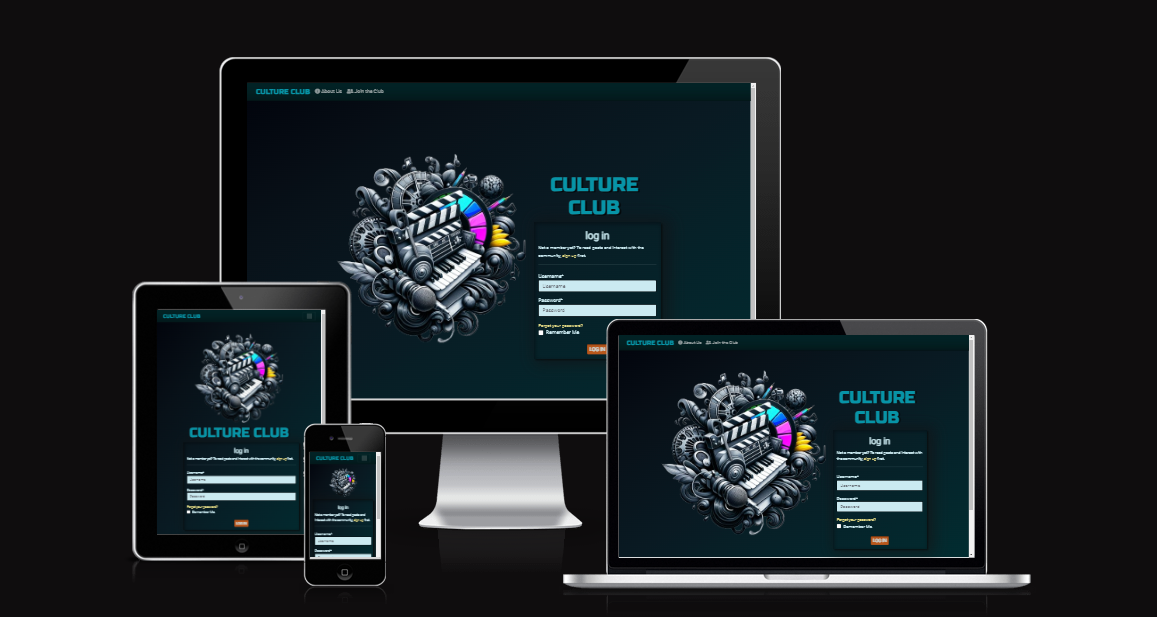 CULTURE CLUB About Us Join the Club
CULTURE
CLUB
log in
Not a member yet? To read posts and interact with the
community, sign up first.
Username*
Username
Password*
Password
Forgot your password?
Remember Me
LOG IN
CULTURE CLUB
CULTURE CLUB
log in
Not a member yet? To read posts and interact with the community, sign up first.
Username*
Username
Password*
Password
Forgot your password?
Remember Me
LOG IN
CULTURE CLUB
log in
Not a member yet? To read posts and
interact with the community, sign up first.
Username*
Username
Password*
CULTURE CLUB About Us Join the Club
CULTURE
CLUB
log in
Not a member yet? To read posts and interact with
the community, sign up first.
Username*
Username
Password*
Password
Forgot your password?
Remember Me
LOG IN